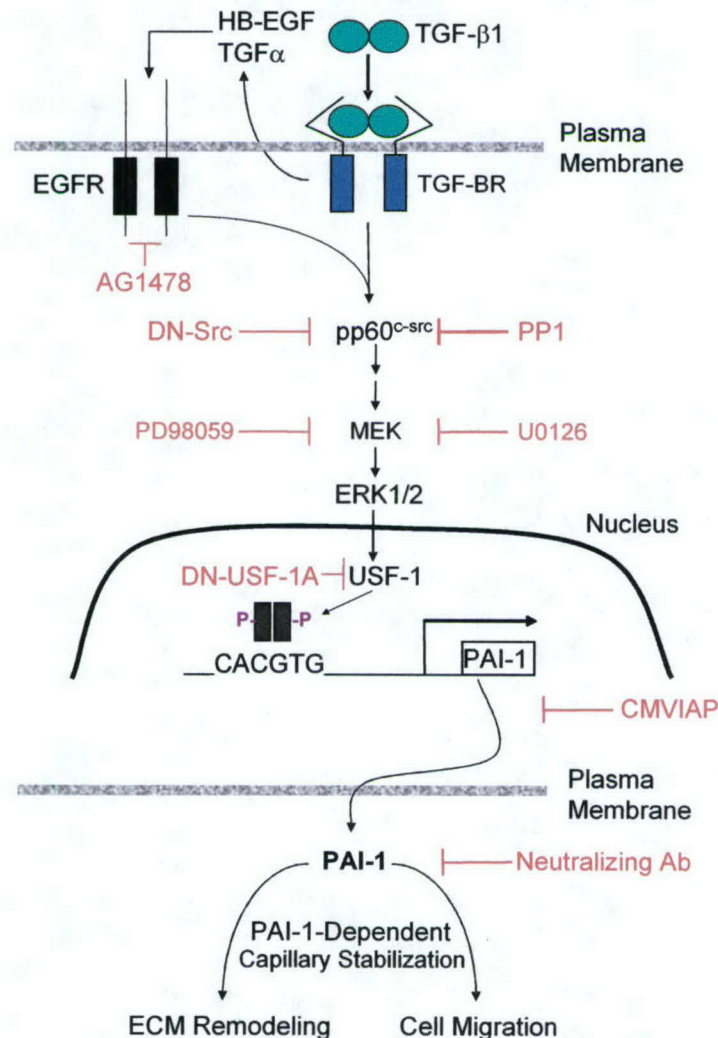 HB-EGF
TGFα
TGF-β1
Plasma
Membrane
EGFR
TGF-BR
AG1478
DN-Src
pp60c-src
PP1
PD98059
MEK
U0126
ERK1/2
Nucleus
DN-USF-1A
USF-1
P- -P
CACGTG
PAI-1
CMVIAP
Plasma
Membrane
PAI-1
Neutralizing Ab
PAI-1-Dependent
Capillary Stabilization
ECM Remodeling
Cell Migration